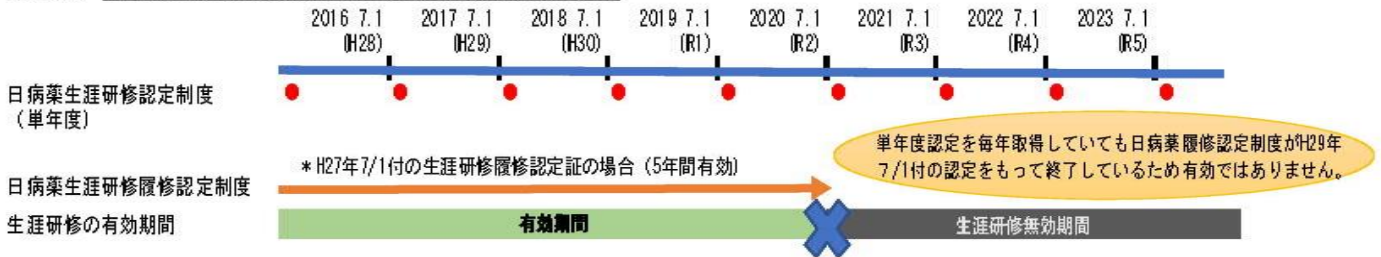 2016 7.1 2017 7.1 2018 7.1 2019 7.1 2020 7.1 2021 7.1 2022 7.1 2023 7.1
(H28) (H29) (H30) (R1) (R2) (R3) (R4) (R5)
日病薬生涯研修認定制度
(単年度)
単年度認定を毎年取得していても日病薬履修認定制度がH29年
7/1付の認定をもって終了しているため有効ではありません。
*H27年7/1付の生涯研修履修認定証の場合(5年間有効)
日病薬生涯研修履修認定制度
生涯研修の有効期間 有効期間 生涯研修無効期間